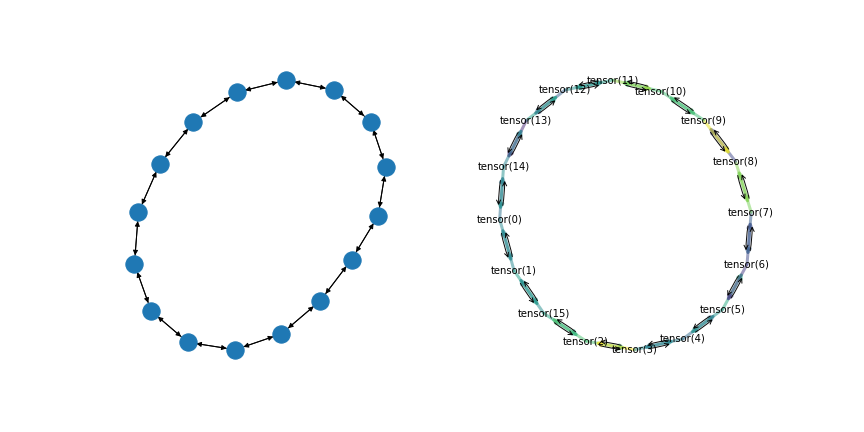 tensor(11)
tensor(12)
tensor(10)
tensor(13)
tensor(9)
tensor(8)
tensor(14)
tensor(7)
tensor(0)
tensor(6)
tensor(1)
tensor(5)
tensor(15)
tensor(4)
tensor(2)
tensor(3)